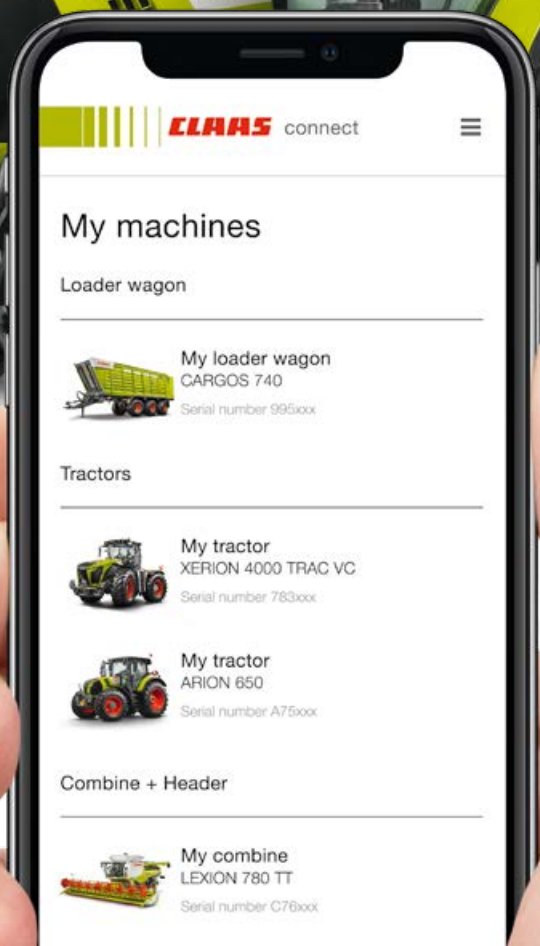 CLAAS connect
My machines
Loader wagon
My loader wagon
CARGOS 740
Serial number 995xxx
Tractors
My tractor
XERION 4000 TRAC VC
Serial number 783xxx
My tractor
ARION 650
Serial number A75xxx
Combine + Header
My combine
LEXION 780 TT
Serial number C76xxx